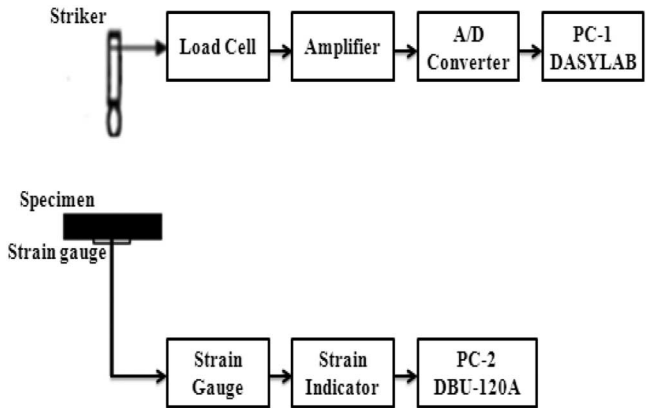 Striker
Load Cell
Amplifier
A/D
Converter
PC-1
DASYLAB
Specimen
Strain gauge
Strain
Gauge
Strain
Indicator
PC-2
DBU-120A